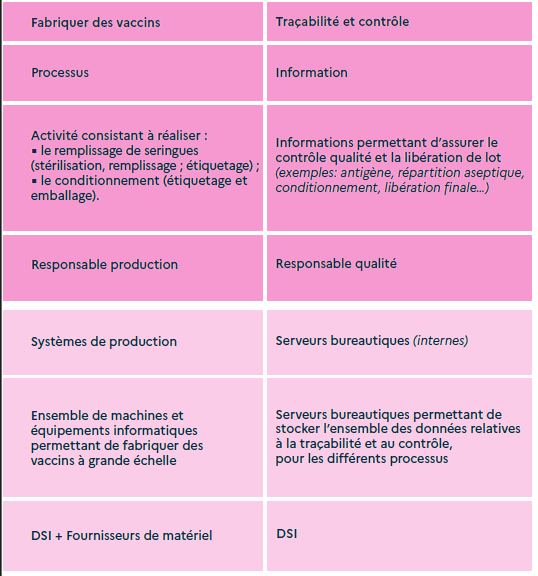 Fabriquer des vaccins
Traçabilité et contrôle
Processus
Information
Activité consistant à réaliser :
▪ le remplissage de seringues
(stérilisation, remplissage ; étiquetage) ;
▪ le conditionnement (étiquetage et
emballage).
Informations permettant d’assurer le
contrôle qualité et la libération de lot
(exemples: antigène, répartition aseptique,
conditionnement, libération finale…)
Responsable production
Responsable qualité
Systèmes de production
Serveurs bureautiques (internes)
Ensemble de machines et
équipements informatiques
permettant de fabriquer des
vaccins à grande échelle
Serveurs bureautiques permettant de
stocker l’ensemble des données relatives
à la traçabilité et au contrôle,
pour les différents processus
DSI + Fournisseurs de matériel
DSI